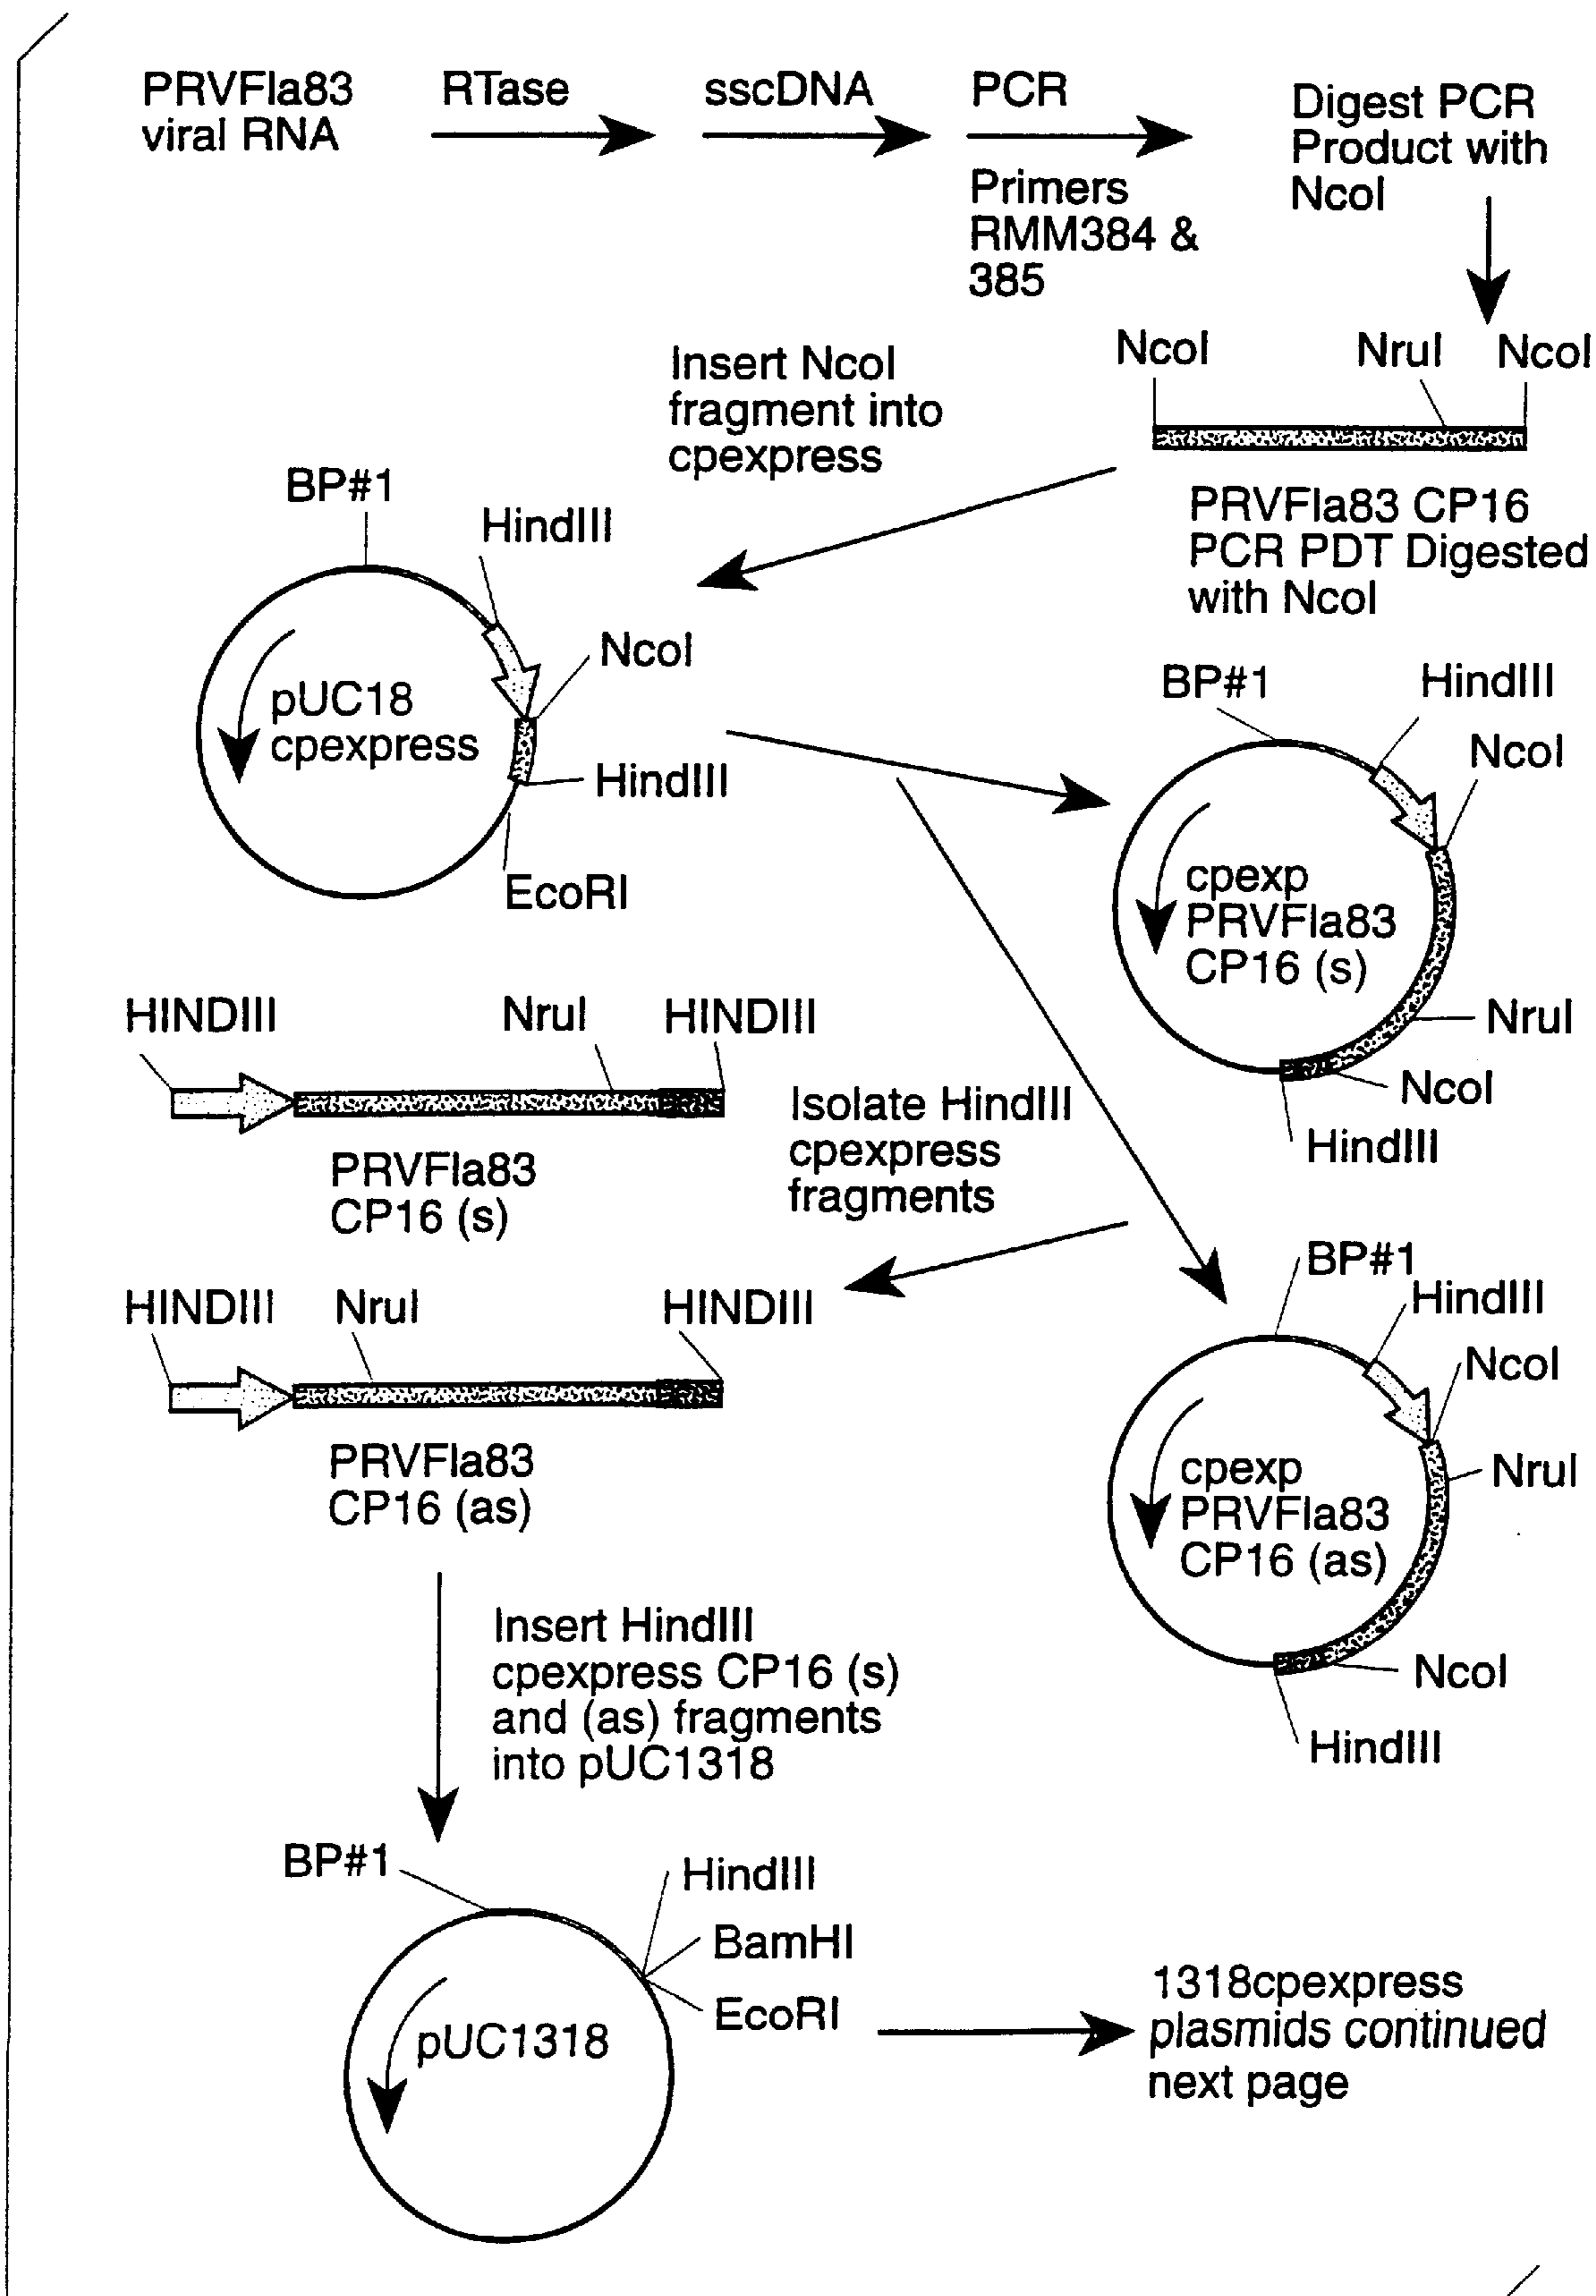 PRVFla83
viral RNA
RTase
sscDNA
PCR
Primers
RMM384 &
385
Digest PCR
Product with
NcoI
NcoI
NruI
NcoI
PRVFla83 CP16
PCR PDT Digested
with NcoI
Insert NcoI
fragment into
cpexpress
BP#1
HindIII
NcoI
pUC18
cpexpress
HindIII
EcoRI
BP#1
HindIII
NcoI
cpexp
PRVFla83
CP16 (s)
NruI
NcoI
HindIII
HINDIII
NruI
HINDIII
PRVFla83
CP16 (s)
Isolate HindIII
cpexpress
fragments
HINDIII
NruI
HINDIII
PRVFla83
CP16 (as)
BP#1
HindIII
NcoI
NruI
cpexp
PRVFla83
CP16 (as)
NcoI
HindIII
Insert HindIII
cpexpress CP16 (s)
and (as) fragments
into pUC1318
BP#1
HindIII
BamHI
EcoRI
pUC1318
1318cpexpress
plasmids continued
next page